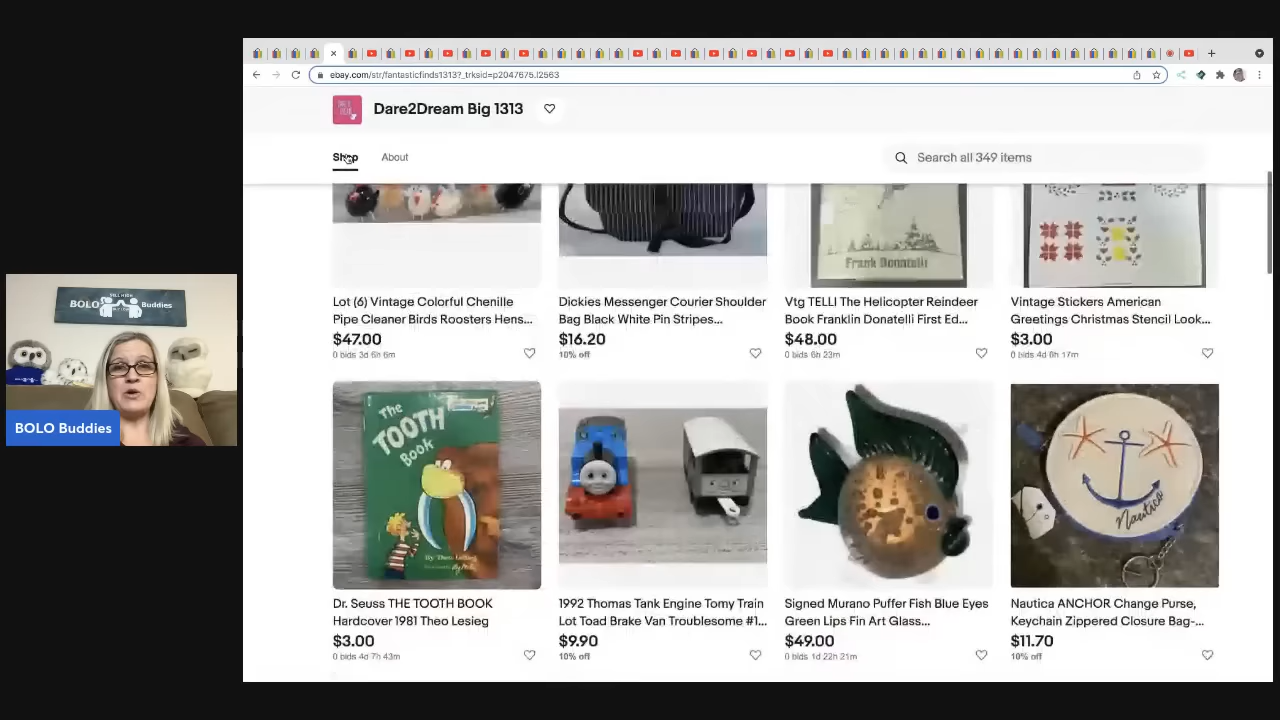 ebay.com/str/fantasticfinds1313?_trksid=p2047675.l2563
Dare2Dream Big 1313
Shop
About
Search all 349 items
Frank Donatelli
Lot (6) Vintage Colorful Chenille
Pipe Cleaner Birds Roosters Hens...
$47.00
0 bids 3d 6h 6m
Dickies Messenger Courier Shoulder
Bag Black White Pin Stripes...
$16.20
10% off
Vtg TELLI The Helicopter Reindeer
Book Franklin Donatelli First Ed...
$48.00
0 bids 6h 23m
Vintage Stickers American
Greetings Christmas Stencil Look...
$3.00
0 bids 4d 6h 17m
BOLO Buddies
BOLO Buddies
The
TOOTH
Book
By Theo LeSieg
Nautica
Dr. Seuss THE TOOTH BOOK
Hardcover 1981 Theo Lesieg
$3.00
0 bids 4d 7h 43m
1992 Thomas Tank Engine Tomy Train
Lot Toad Brake Van Troublesome #1...
$9.90
10% off
Signed Murano Puffer Fish Blue Eyes
Green Lips Fin Art Glass...
$49.00
0 bids 1d 22h 21m
Nautica ANCHOR Change Purse,
Keychain Zippered Closure Bag-...
$11.70
10% off